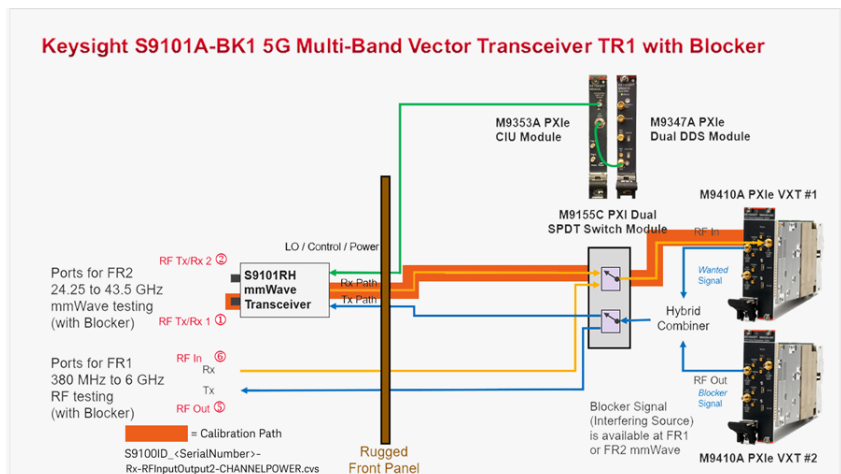 Keysight S9101A-BK1 5G Multi-Band Vector Transceiver TR1 with Blocker
M9353A PXIe
CIU Module
M9347A PXIe
Dual DDS Module
M9410A PXIe VXT #1
M9155C PXI Dual
SPDT Switch Module
RF In
LO / Control / Power
RF Tx/Rx 2 ②
S9101RH
mmWave
Transceiver
Rx Path
Tx Path
Wanted
Signal
Ports for FR2
24.25 to 43.5 GHz
mmWave testing
(with Blocker)
RF Tx/Rx 1 ①
Hybrid
Combiner
Ports for FR1
380 MHz to 6 GHz
RF testing
(with Blocker)
RF In ⑥
Rx
Tx
RF Out ⑤
RF Out
Blocker
Signal
Blocker Signal
(Interfering Source)
is available at FR1
or FR2 mmWave
M9410A PXIe VXT #2
= Calibration Path
S9100ID_<SerialNumber>-
Rx-RFInputOutput2-CHANNELPOWER.cvs
Rugged
Front Panel